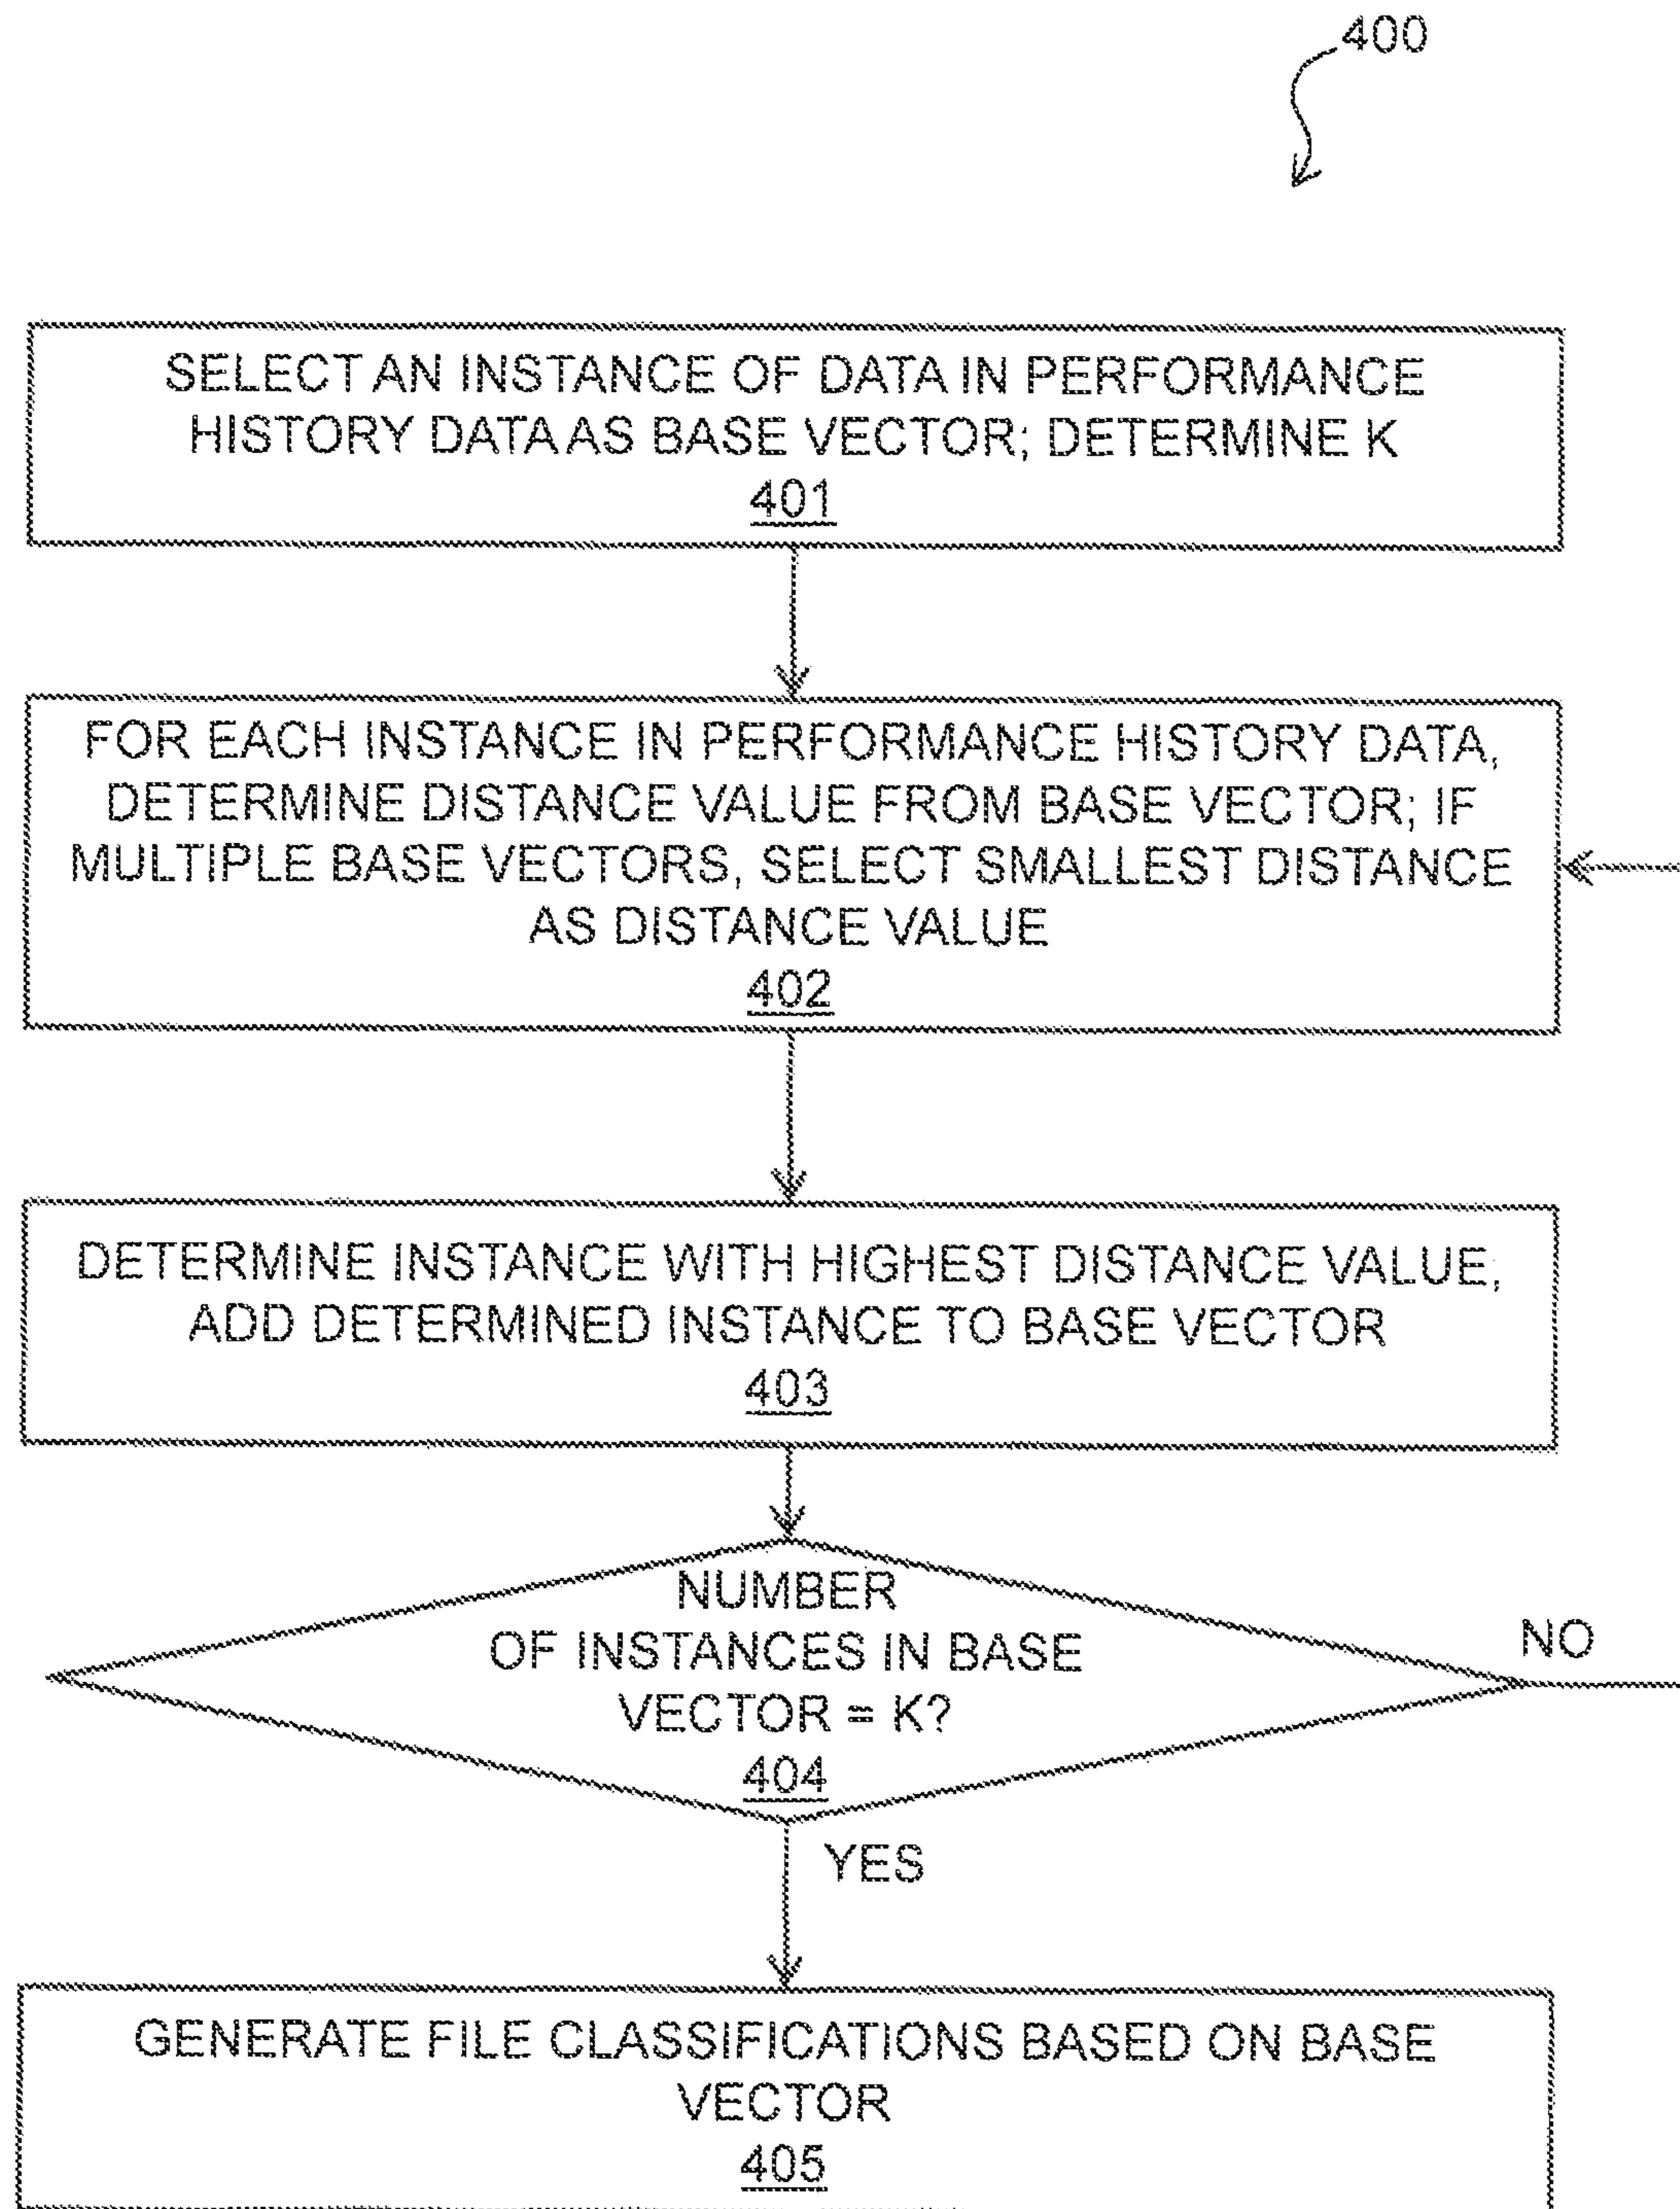 400
SELECT AN INSTANCE OF DATA IN PERFORMANCE
HISTORY DATA AS BASE VECTOR; DETERMINE K
401
FOR EACH INSTANCE IN PERFORMANCE HISTORY DATA,
DETERMINE DISTANCE VALUE FROM BASE VECTOR; IF
MULTIPLE BASE VECTORS, SELECT SMALLEST DISTANCE
AS DISTANCE VALUE
402
DETERMINE INSTANCE WITH HIGHEST DISTANCE VALUE;
ADD DETERMINED INSTANCE TO BASE VECTOR
403
NUMBER
OF INSTANCES IN BASE
VECTOR = K?
404
NO
YES
GENERATE FILE CLASSIFICATIONS BASED ON BASE
VECTOR
405